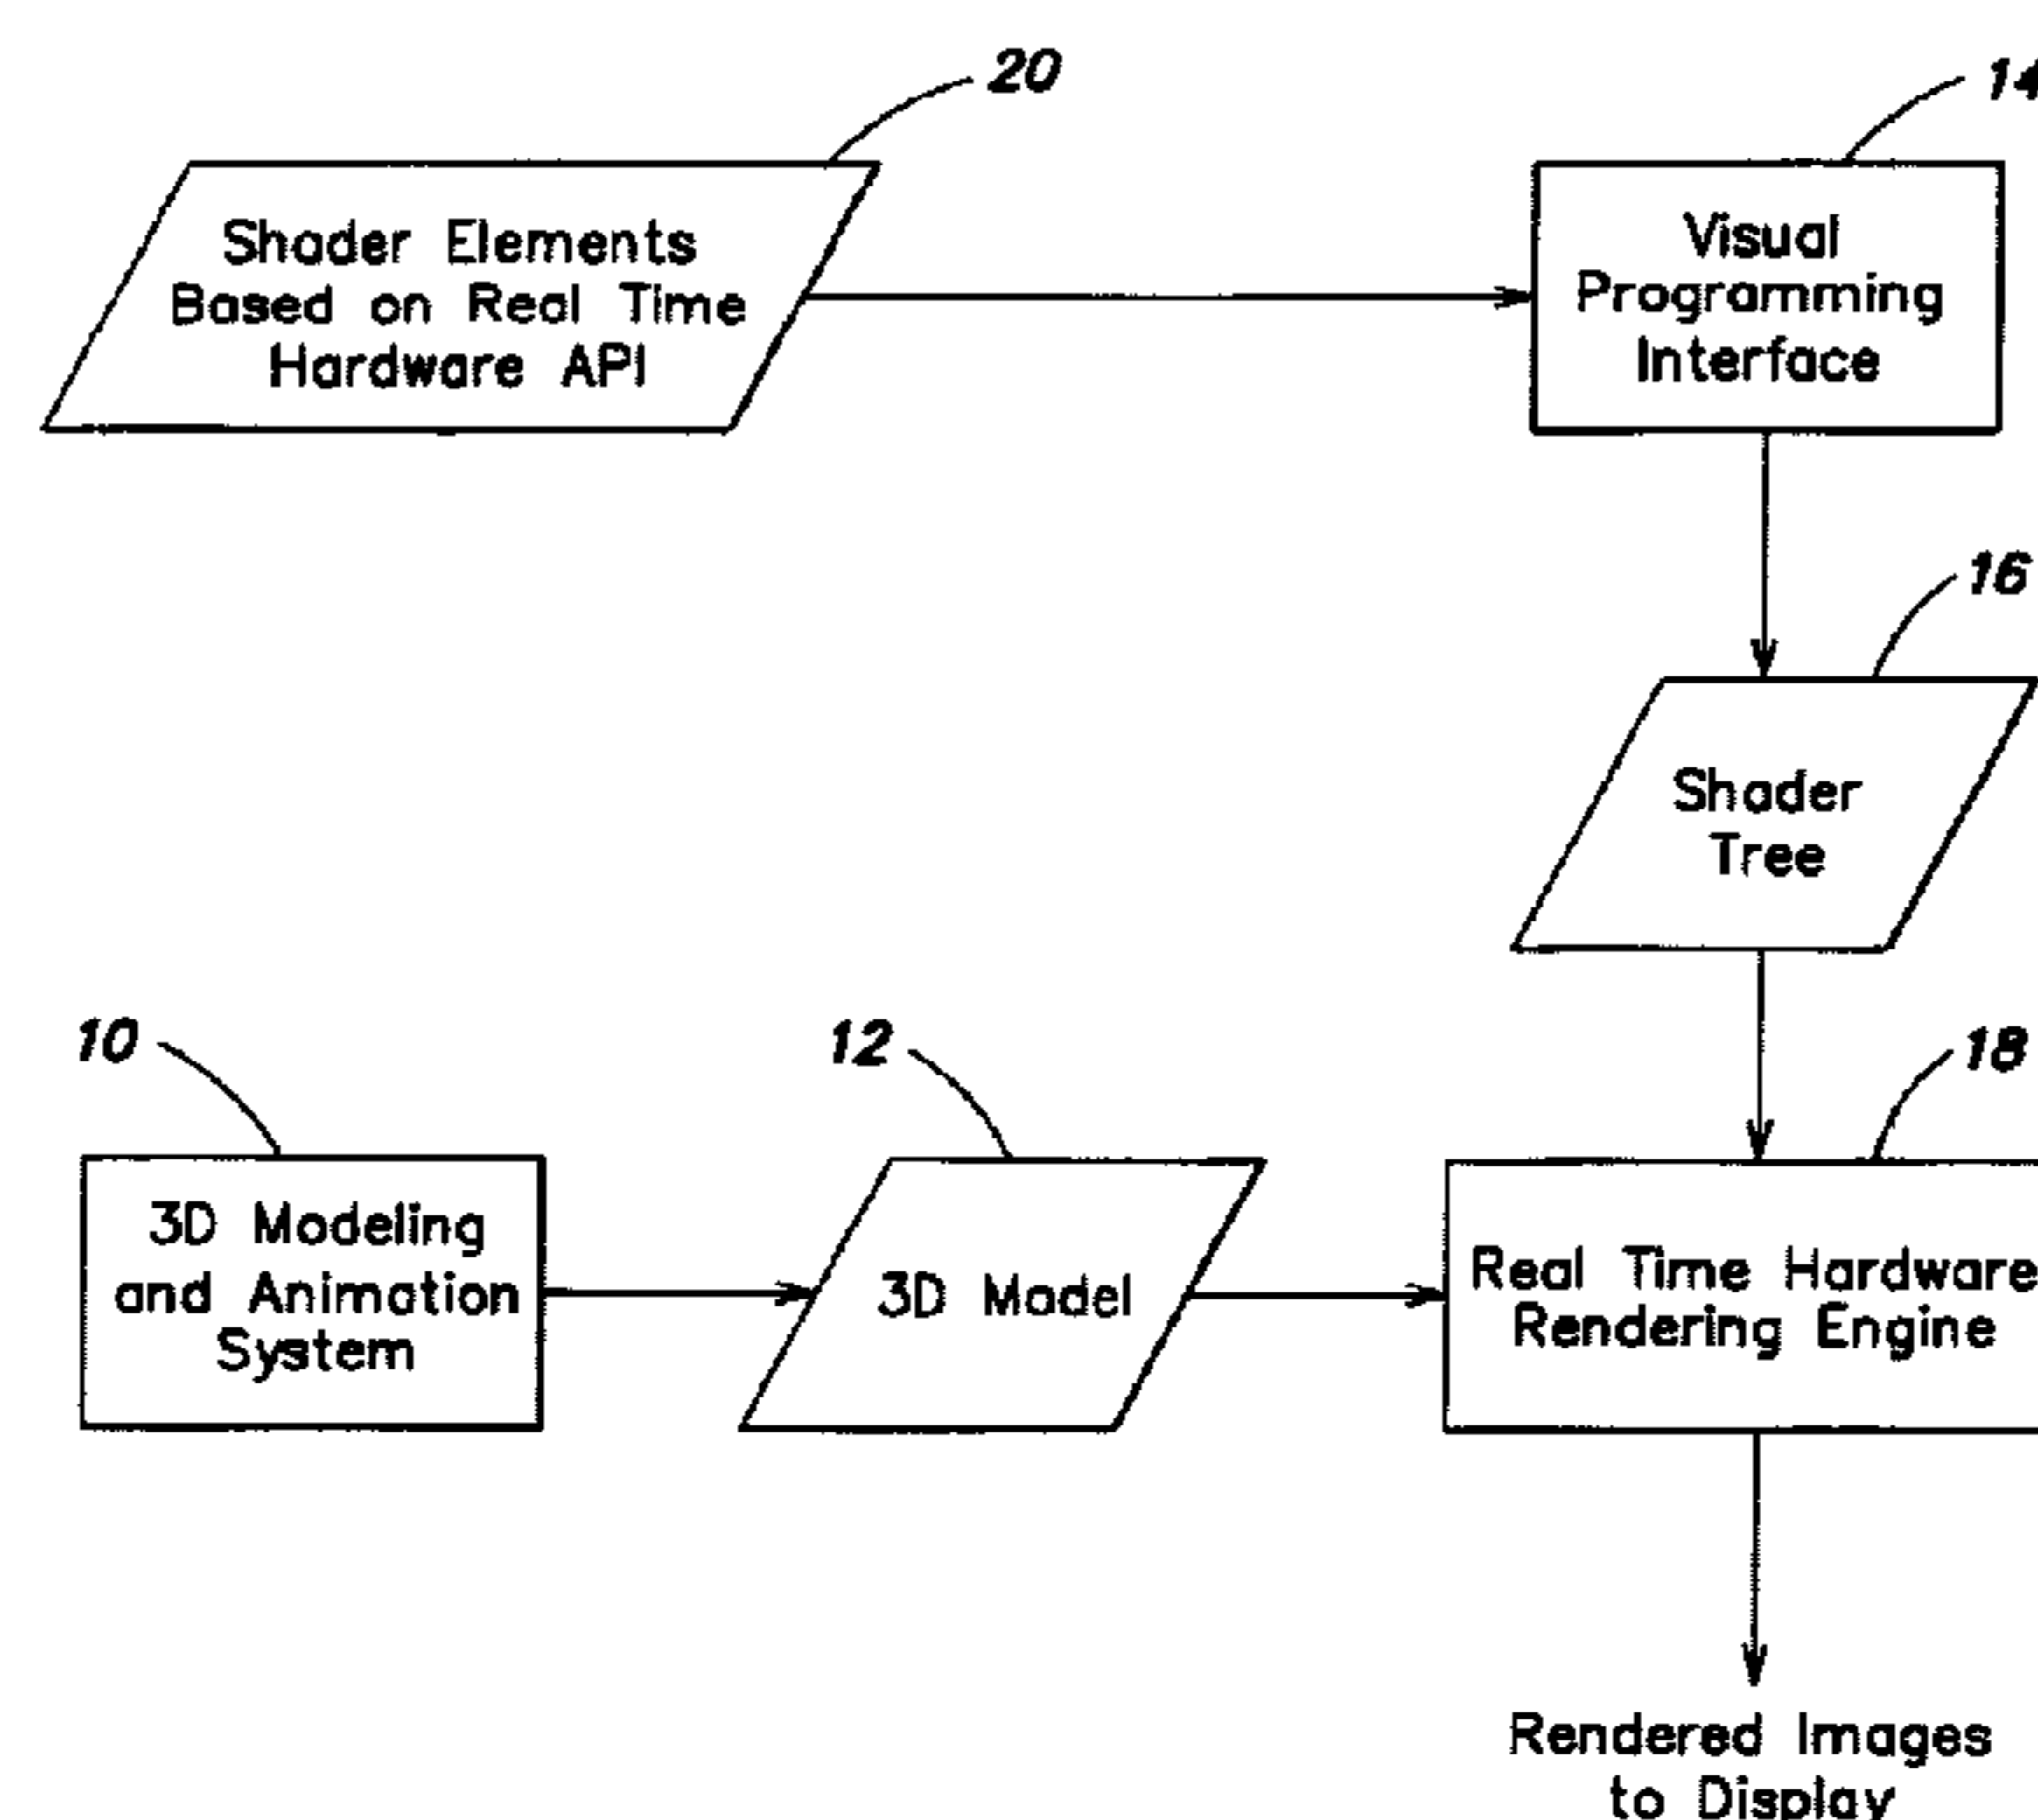 20
14
Shader Elements
Based on Real Time
Hardware API
Visual
Programming
Interface
16
Shader
Tree
10
12
18
3D Modeling
and Animation
System
3D Model
Real Time Hardware
Rendering Engine
Rendered Images
to Display